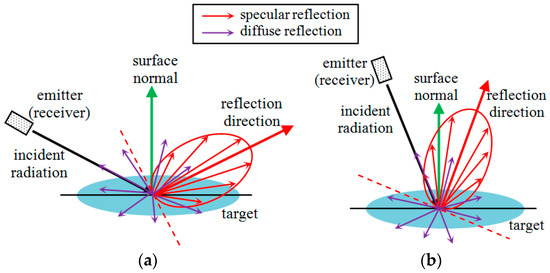 specular reflection
diffuse reflection
emitter
(receiver)
surface
normal
reflection
direction
incident
radiation
target
(a)
emitter
(receiver)
surface
normal
reflection
direction
incident
radiation
target
(b)